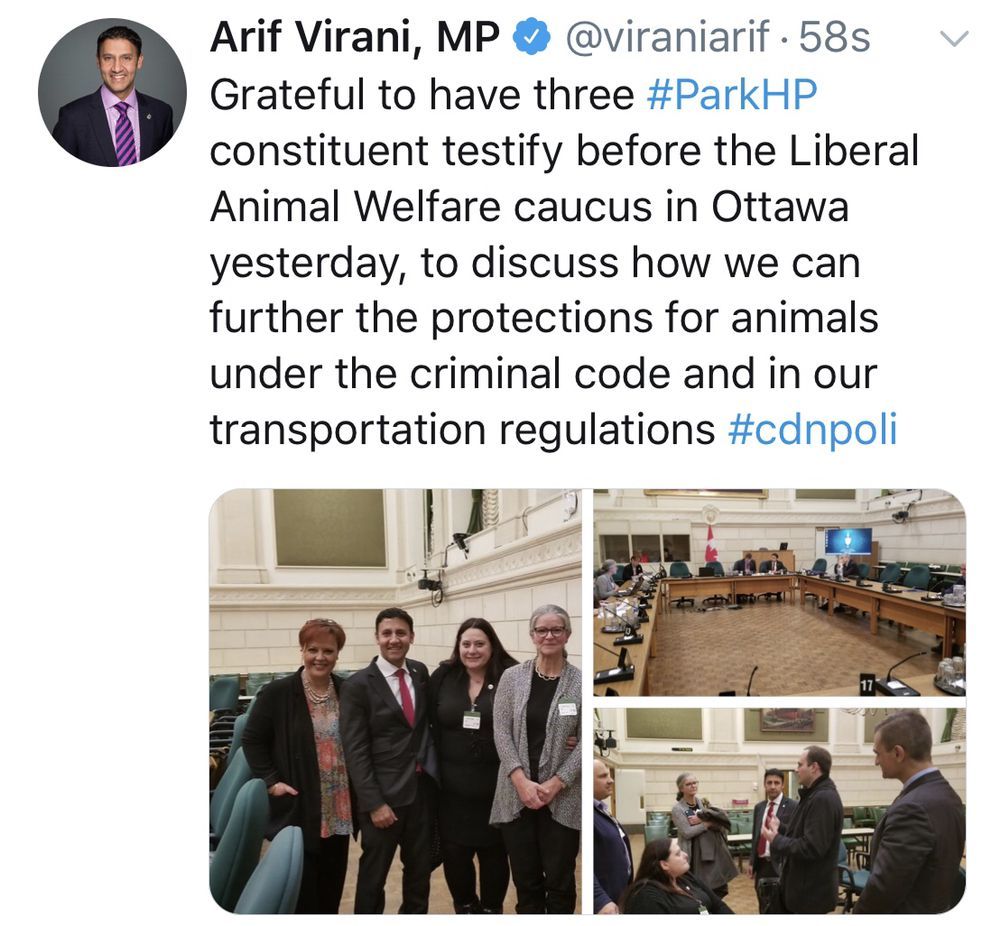 Arif Virani, MP @viraniarif · 58s
Grateful to have three #ParkHP
constituent testify before the Liberal
Animal Welfare caucus in Ottawa
yesterday, to discuss how we can
further the protections for animals
under the criminal code and in our
transportation regulations #cdnpoli
17